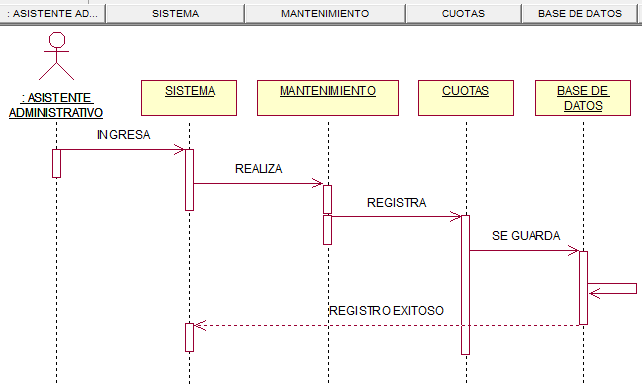 : ASISTENTE AD... SISTEMA MANTENIMIENTO CUOTAS BASE DE DATOS
: ASISTENTE
ADMINISTRATIVO
SISTEMA
MANTENIMIENTO
CUOTAS
BASE DE
DATOS
INGRESA
REALIZA
REGISTRA
SE GUARDA
REGISTRO EXITOSO